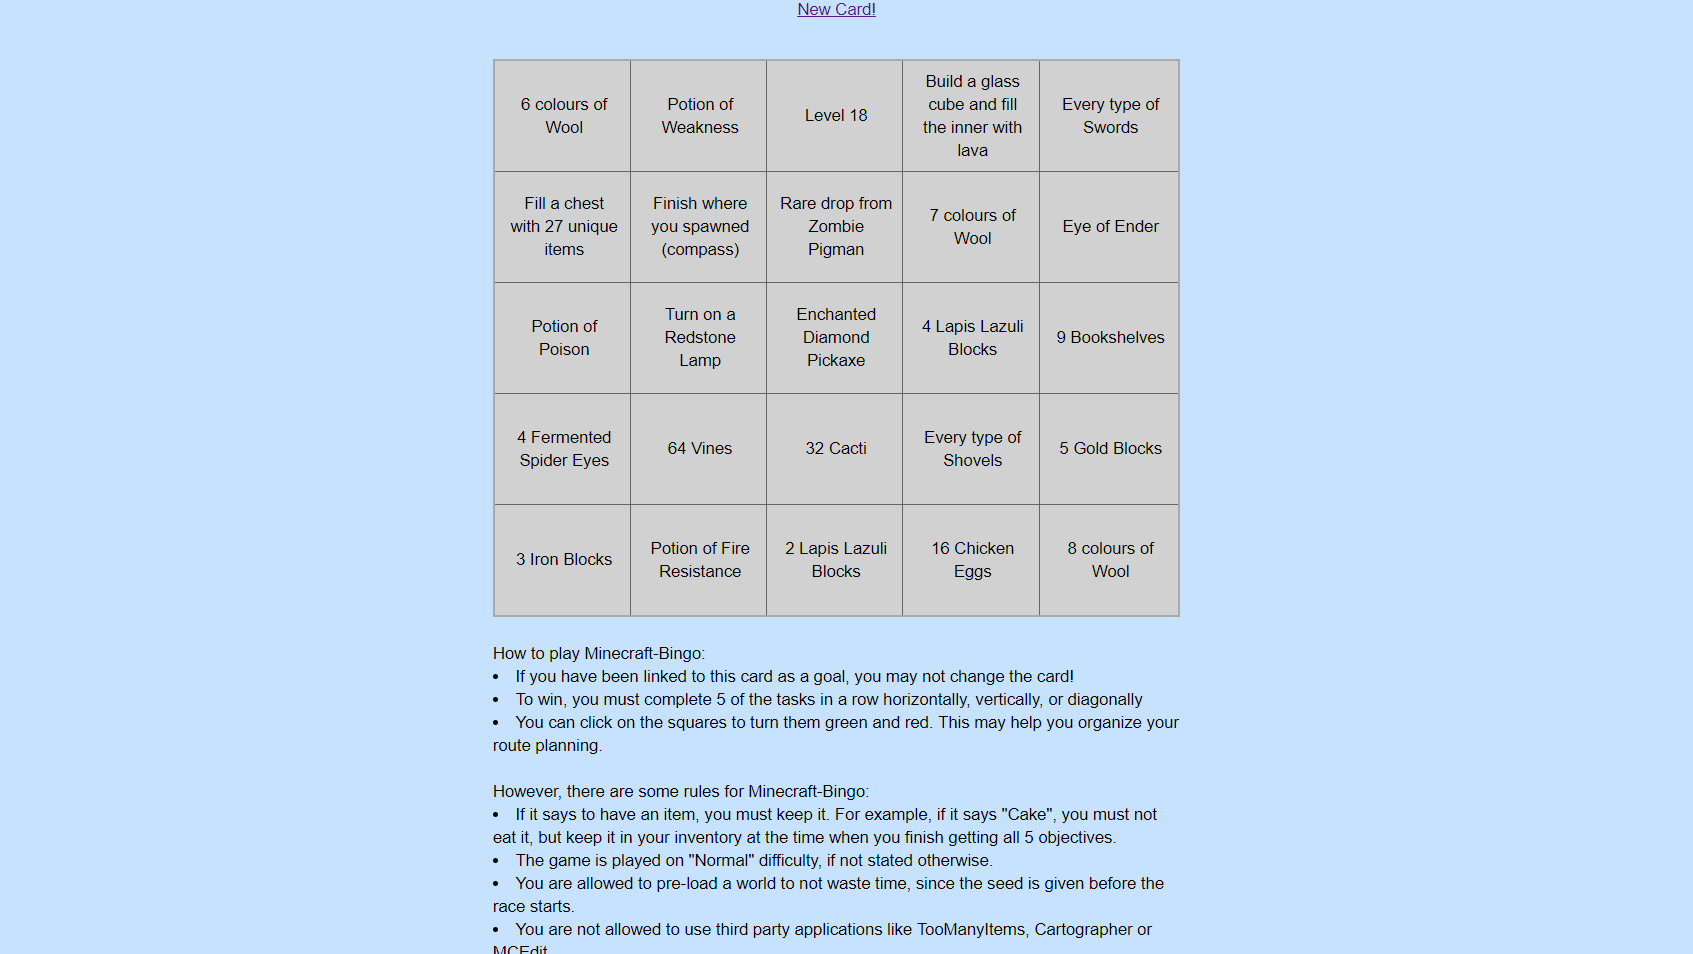 New Card!
6 colours of
Wool
Potion of
Weakness
Level 18
Build a glass
cube and fill
the inner with
lava
Every type of
Swords
Fill a chest
with 27 unique
items
Finish where
you spawned
(compass)
Rare drop from
Zombie
Pigman
7 colours of
Wool
Eye of Ender
Potion of
Poison
Turn on a
Redstone
Lamp
Enchanted
Diamond
Pickaxe
4 Lapis Lazuli
Blocks
9 Bookshelves
4 Fermented
Spider Eyes
64 Vines
32 Cacti
Every type of
Shovels
5 Gold Blocks
3 Iron Blocks
Potion of Fire
Resistance
2 Lapis Lazuli
Blocks
16 Chicken
Eggs
8 colours of
Wool
How to play Minecraft-Bingo:
• If you have been linked to this card as a goal, you may not change the card!
• To win, you must complete 5 of the tasks in a row horizontally, vertically, or diagonally
• You can click on the squares to turn them green and red. This may help you organize your
route planning.
However, there are some rules for Minecraft-Bingo:
• If it says to have an item, you must keep it. For example, if it says "Cake", you must not
eat it, but keep it in your inventory at the time when you finish getting all 5 objectives.
• The game is played on "Normal" difficulty, if not stated otherwise.
• You are allowed to pre-load a world to not waste time, since the seed is given before the
race starts.
• You are not allowed to use third party applications like TooManyItems, Cartographer or
MCEdit